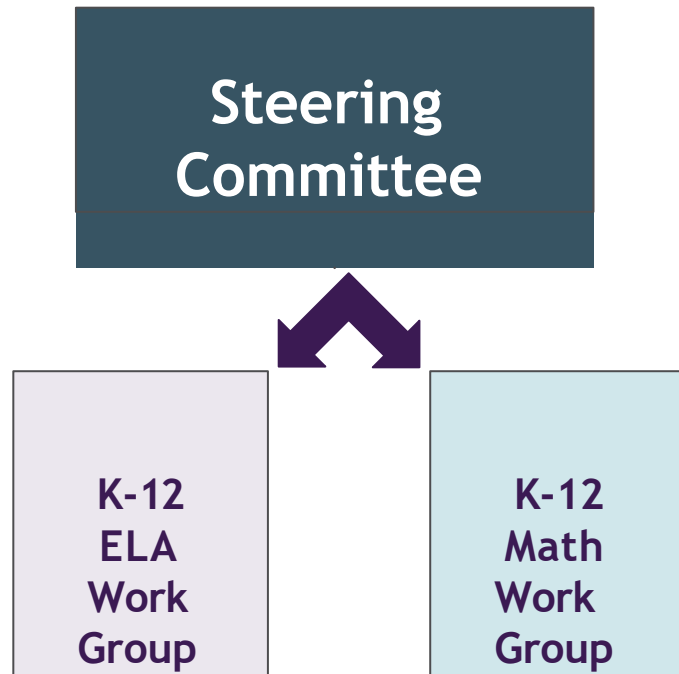 Steering
Committee
K-12
ELA
Work
Group
K-12
Math
Work
Group